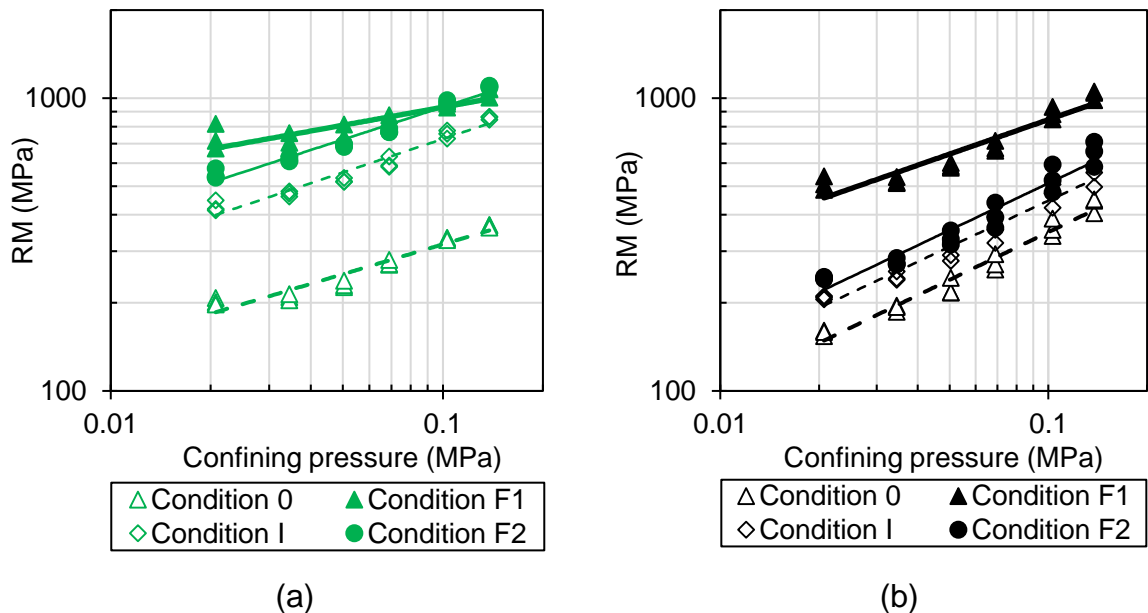 1000
RM (MPa)
100
0.01
0.1
Confining pressure (MPa)
Condition 0
Condition F1
Condition I
Condition F2
(a)
1000
RM (MPa)
100
0.01
0.1
Confining pressure (MPa)
Condition 0
Condition F1
Condition I
Condition F2
(b)